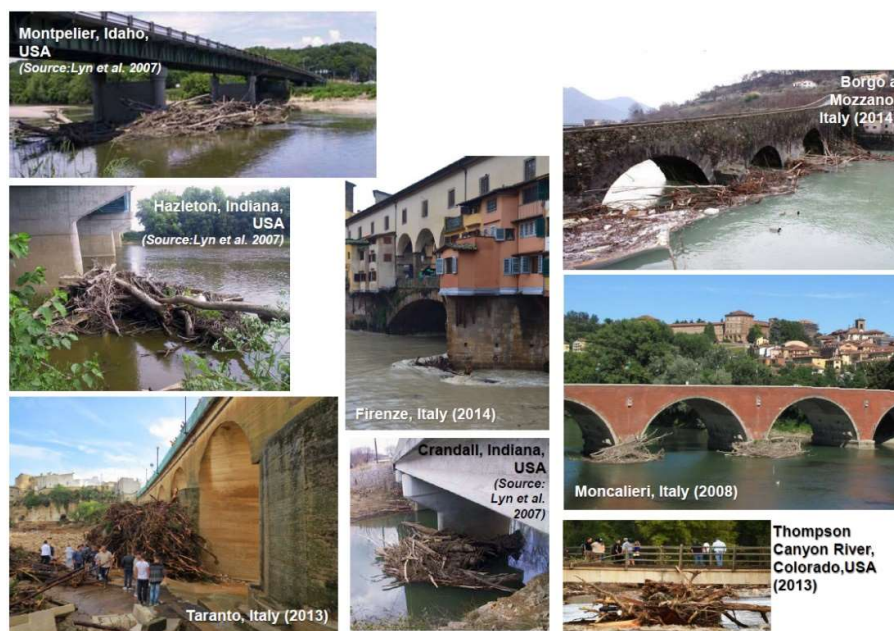 Montpelier, Idaho,
USA
(Source:Lyn et al. 2007)
Borgo a
Mozzano
Italy (2014
Hazleton, Indiana,
USA
(Source:Lyn et al. 2007)
Firenze, Italy (2014)
Moncalieri, Italy (2008)
Crandall, Indiana,
USA
(Source:
Lyn et al.
2007)
Taranto, Italy (2013)
Thompson
Canyon River,
Colorado,USA
(2013)